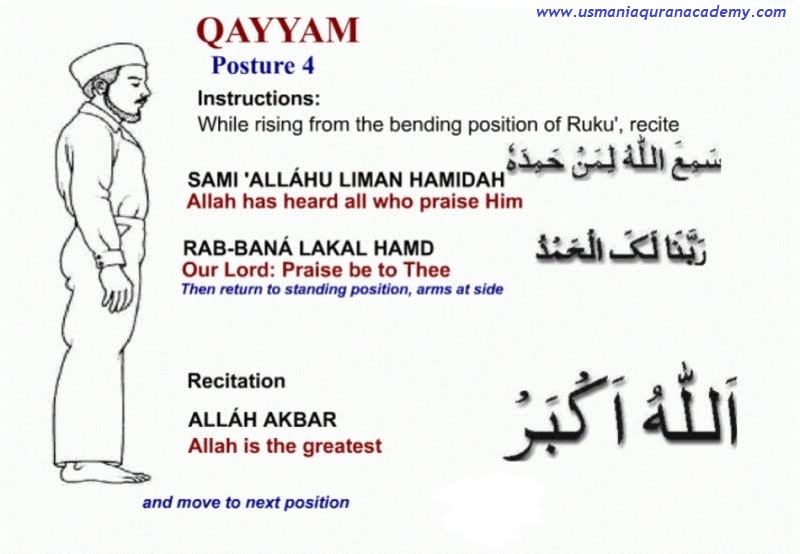 www.usmaniaquranacademy.com
QAYYAM
Posture 4
Instructions:
While rising from the bending position of Ruku', recite
سَمِعَ اللّٰهُ لِمَنْ حَمِدَهٗ
SAMI 'ALLÁHU LIMAN HAMIDAH
Allah has heard all who praise Him
رَبَّنَا لَکَ الْحَمْدُ
RAB-BANÁ LAKAL HAMD
Our Lord: Praise be to Thee
Then return to standing position, arms at side
Recitation
اَللّٰهُ اَکْبَرُ
ALLÁH AKBAR
Allah is the greatest
and move to next position